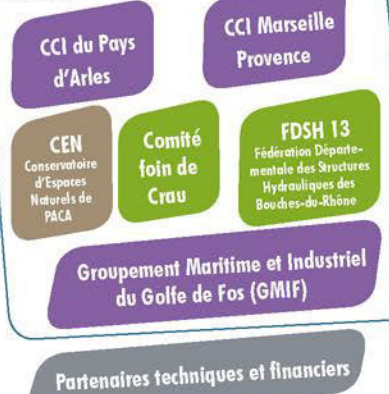 CCI du Pays
d'Arles
CCI Marseille
Provence
CEN
Conservatoire
d'Espaces
Naturels de
PACA
Comité
foin de
Crau
FDSH 13
Fédération Départe-
mentale des Structures
Hydrauliques des
Bouches-du-Rhône
Groupement Maritime et Industriel
du Golfe de Fos (GMIF)
Partenaires techniques et financiers